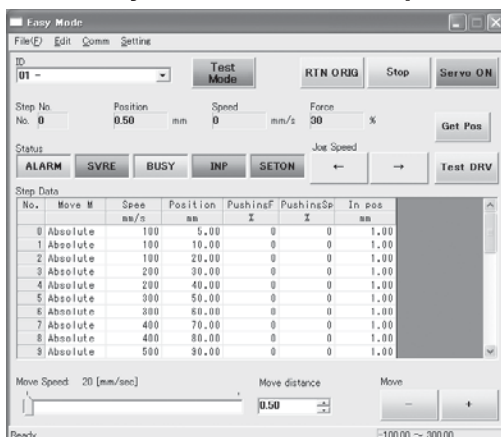 Easy Mode
File(F) Edit Comm Setting
ID
01 -
Test Mode
RTN ORIG
Stop
Servo ON
Step No. Position Speed Force
No. 0 0.50 mm 0 mm/s 30 %
Get Pos
Status
Jog Speed
ALARM SVRE BUSY INP SETON ← → Test DRV
Step Data
No. Move M Spee Position PushingF PushingSp In pos
mm/s mm % % mm
0 Absolute 100 5.00 0 0 1.00
1 Absolute 100 10.00 0 0 1.00
2 Absolute 100 20.00 0 0 1.00
3 Absolute 200 30.00 0 0 1.00
4 Absolute 200 40.00 0 0 1.00
5 Absolute 300 50.00 0 0 1.00
6 Absolute 300 60.00 0 0 1.00
7 Absolute 400 70.00 0 0 1.00
8 Absolute 400 80.00 0 0 1.00
9 Absolute 500 90.00 0 0 1.00
Move Speed: 20 [mm/sec] Move distance Move
0.50 - +
Ready -100.00 ~ 300.00